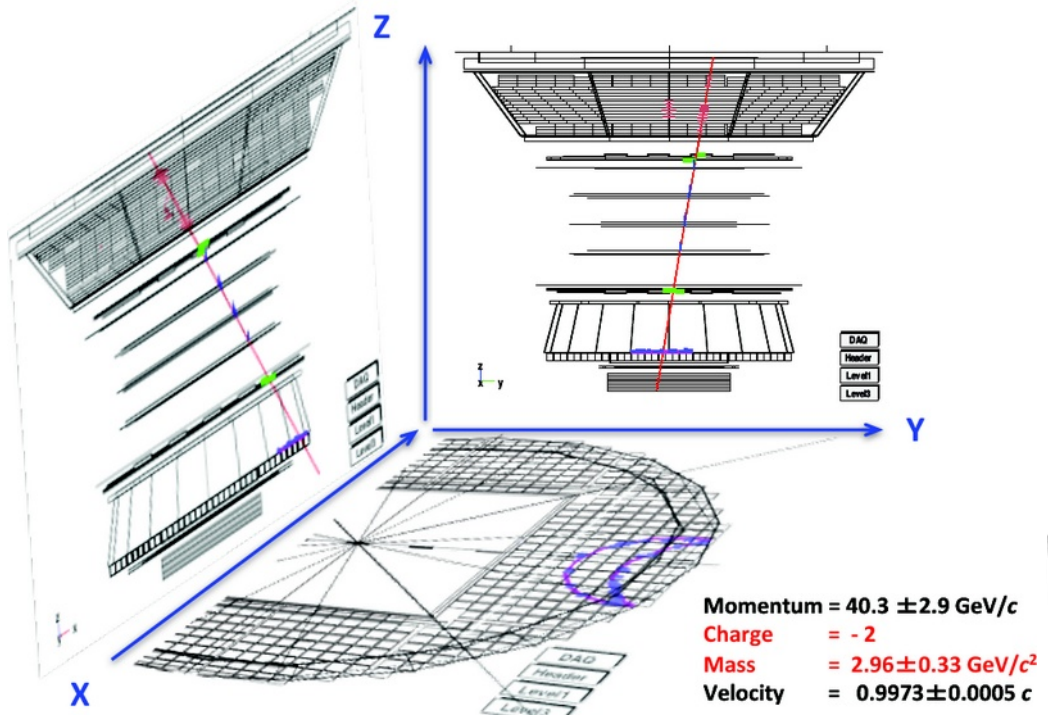 Z
DAQ
Header
Level1
Level3
z
x y
DAQ
Header
Level1
Level3
Y
z
y x
X
DAQ
Header
Level1
Level3
Momentum = 40.3 ±2.9 GeV/c
Charge = - 2
Mass = 2.96±0.33 GeV/c²
Velocity = 0.9973±0.0005 c